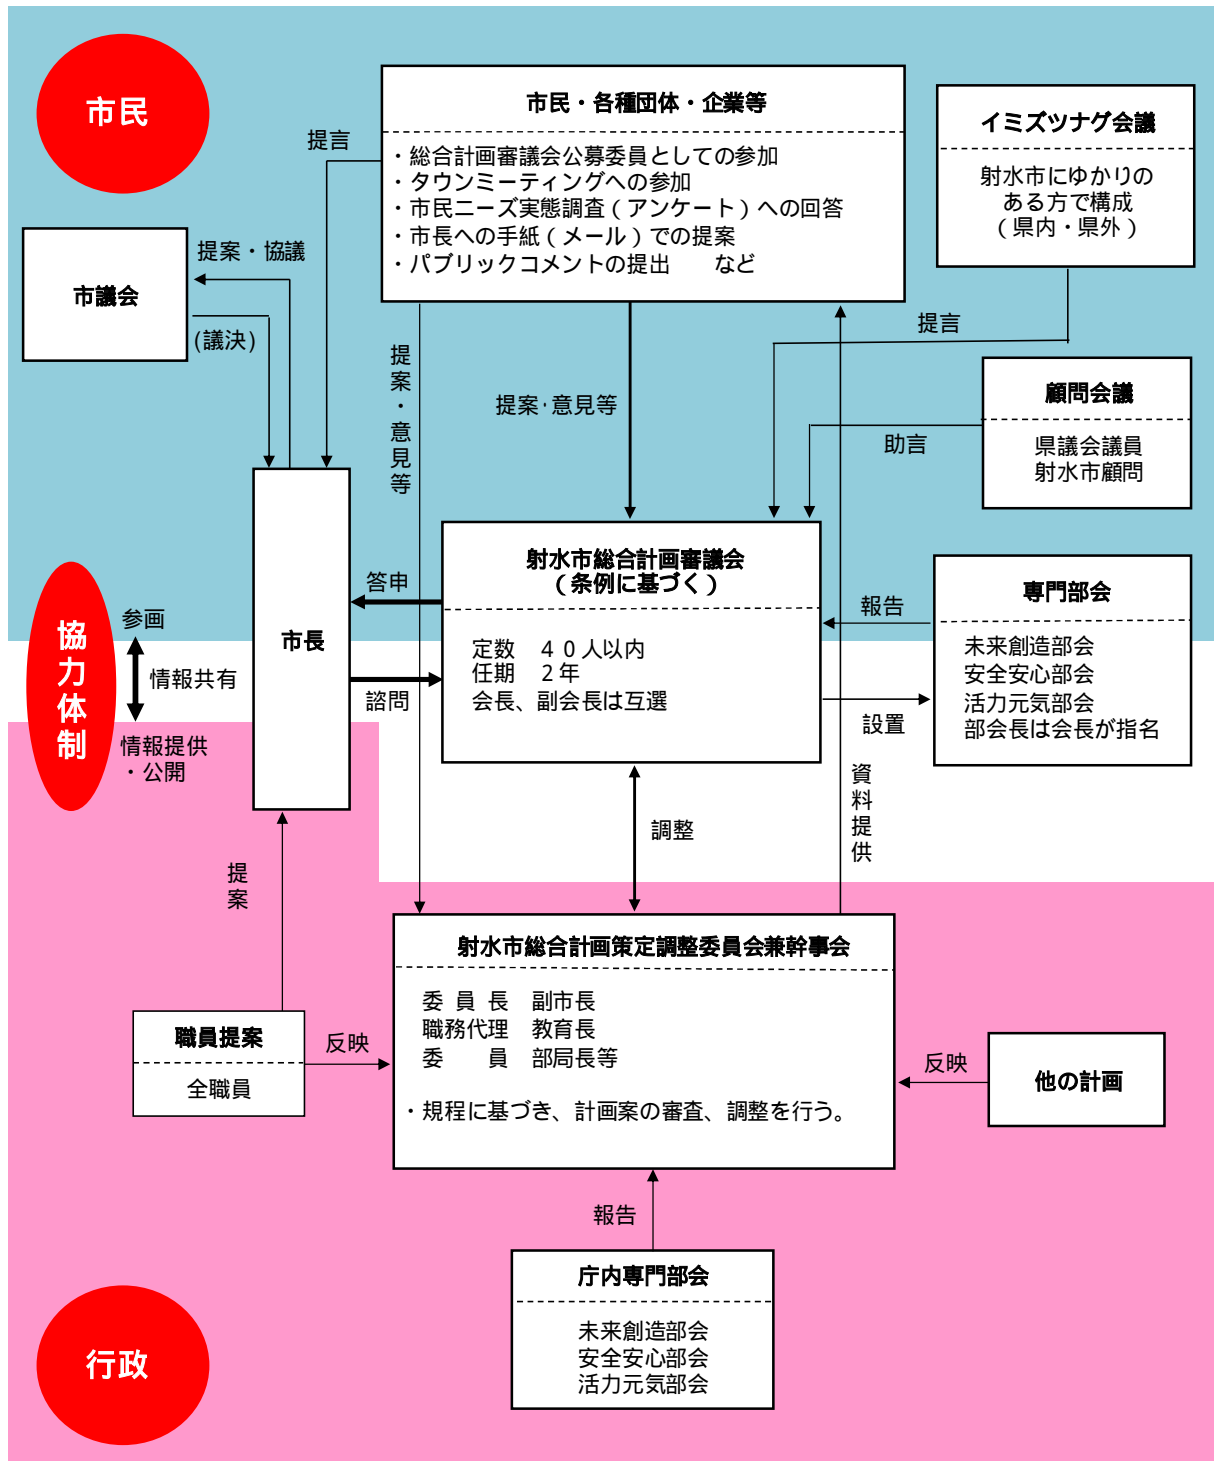 市民
市民・各種団体・企業等
・総合計画審議会公募委員としての参加
・タウンミーティングへの参加
・市民ニーズ実態調査（アンケート）への回答
・市長への手紙（メール）での提案
・パブリックコメントの提出　　など
イミズツナグ会議
射水市にゆかりの
ある方で構成
（県内・県外）
提言
提案・協議
市議会
(議決)
提言
提案・意見等
提案･意見等
顧問会議
県議会議員
射水市顧問
助言
射水市総合計画審議会
（条例に基づく）
定数　４０人以内
任期　２年
会長、副会長は互選
答申
諮問
市長
報告
設置
専門部会
未来創造部会
安全安心部会
活力元気部会
部会長は会長が指名
協力体制
参画
情報共有
情報提供
・公開
提案
調整
資料提供
射水市総合計画策定調整委員会兼幹事会
委 員 長　副市長
職務代理　教育長
委　　員　部局長等
・規程に基づき、計画案の審査、調整を行う。
職員提案
全職員
反映
反映
他の計画
報告
庁内専門部会
未来創造部会
安全安心部会
活力元気部会
行政